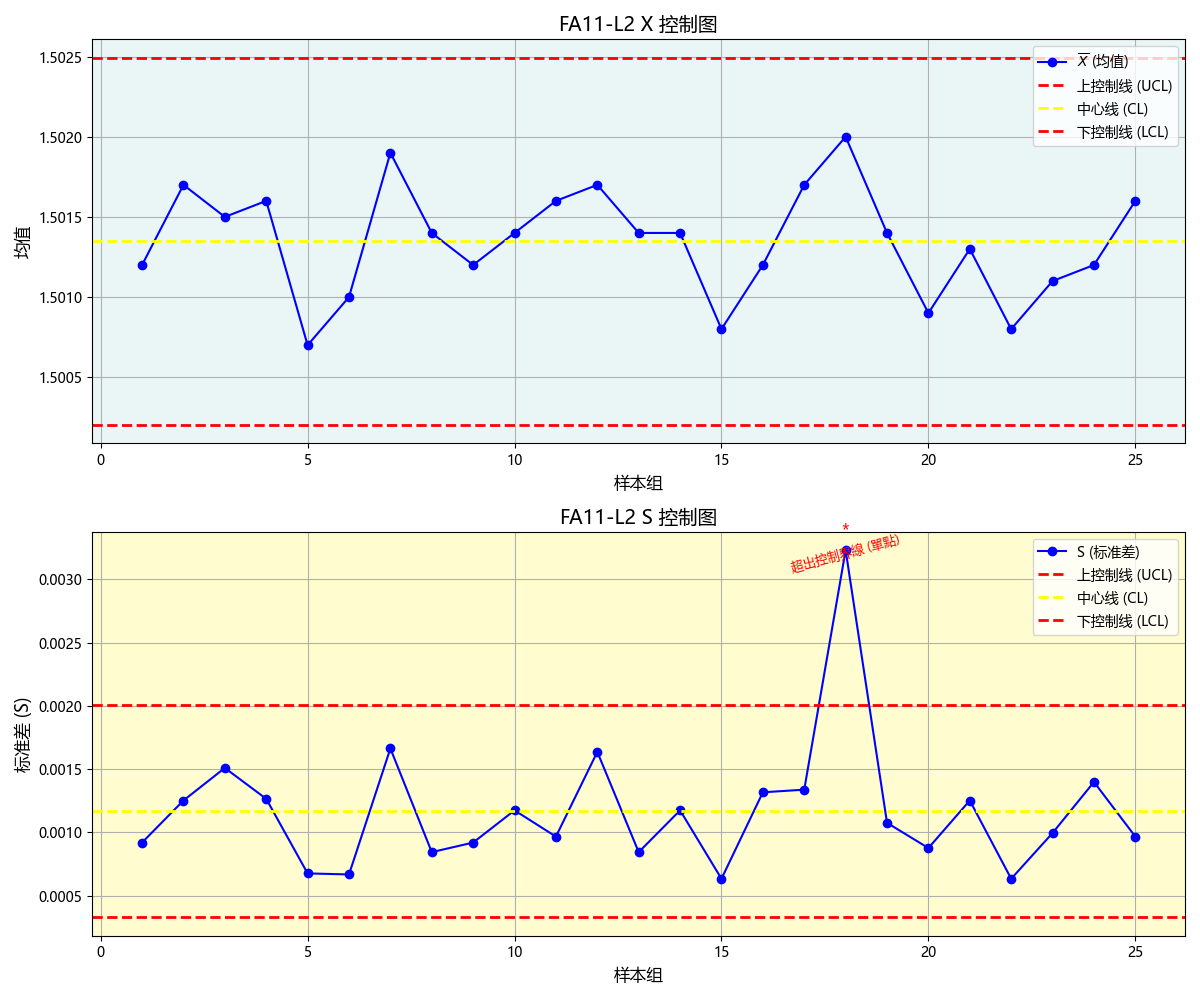 FA11-L2 X 控制图
1.5025
1.5020
1.5015
1.5010
1.5005
均值
X (均值)
上控制线 (UCL)
中心线 (CL)
下控制线 (LCL)
0 5 10 15 20 25
样本组
FA11-L2 S 控制图
*
超出控制界線 (單點)
0.0030
0.0025
0.0020
0.0015
0.0010
0.0005
标准差 (S)
S (标准差)
上控制线 (UCL)
中心线 (CL)
下控制线 (LCL)
0 5 10 15 20 25
样本组